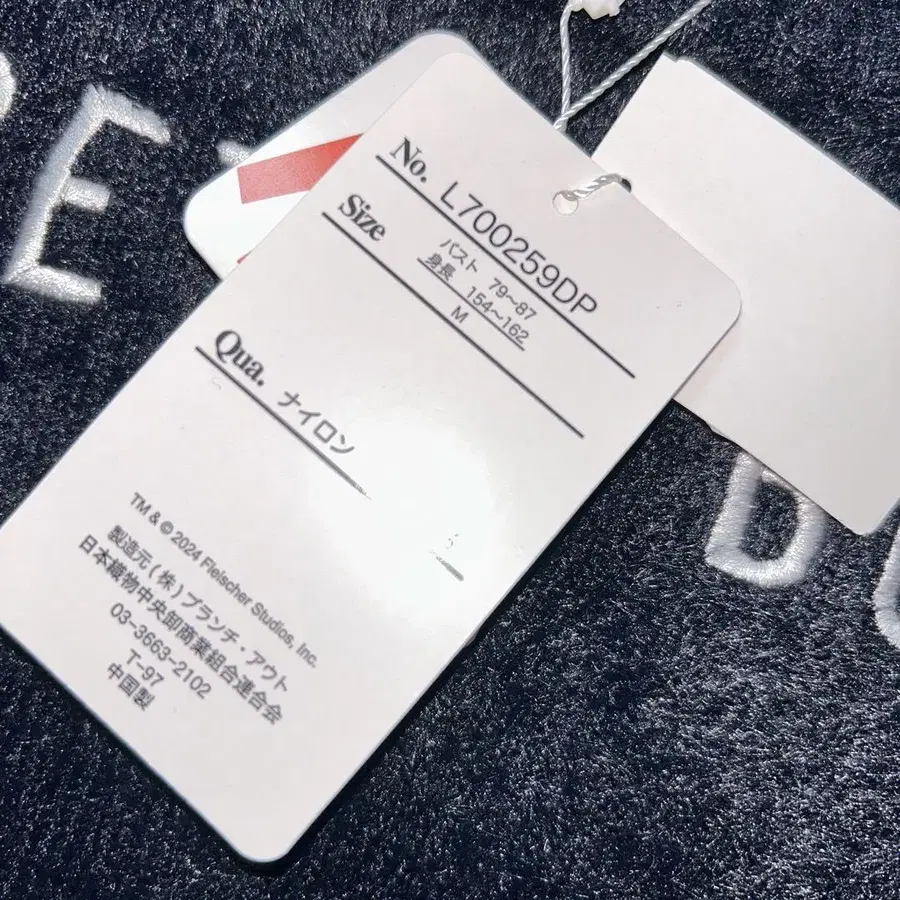 No. L700259DP
Size バスト 79~87
身長 154~162
M
Qua. ナイロン
TM & © 2024 Fleischer Studios, Inc.
製造元(株)ブランチ・アウト
日本織物中央卸商業組合連合会
03-3663-2102
T-97
中国製
E